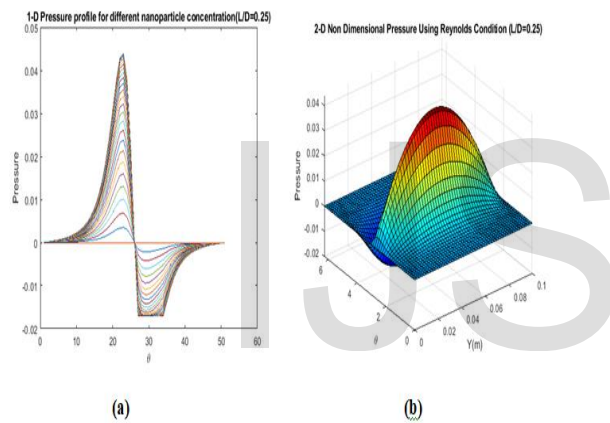 1-D Pressure profile for different nanoparticle concentration(L/D=0.25)
0.05
0.04
0.03
0.02
0.01
0
-0.01
-0.02
Pressure
0 10 20 30 40 50 60
θ
(a)
2-D Non Dimensional Pressure Using Reynolds Condition (L/D=0.25)
0.04
0.03
0.02
0.01
0
-0.01
-0.02
Pressure
6
4
2
0
θ
0
0.02
0.04
0.06
0.08
0.1
Y(m)
(b)
IJS